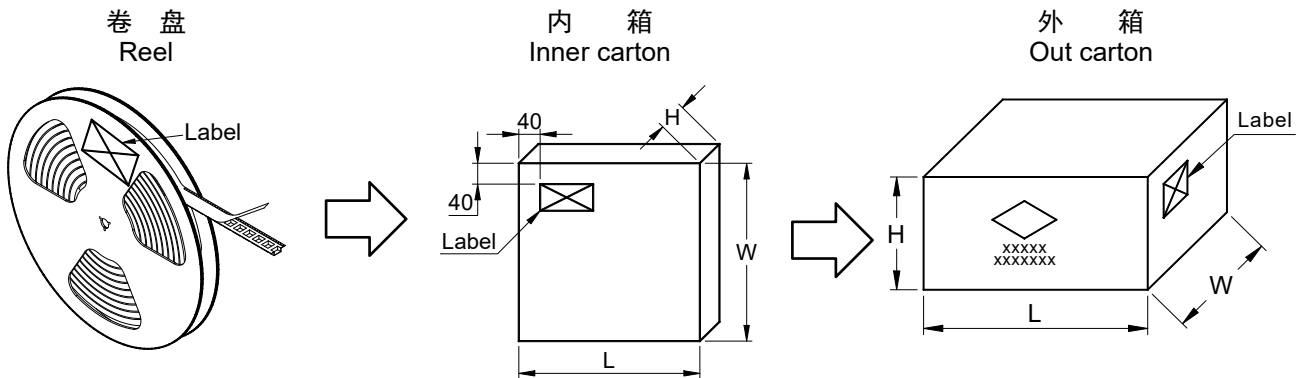 卷 盘
Reel
Label
内 箱
Inner carton
40
H
40
Label
W
L
外 箱
Out carton
Label
H
xxxxx
xxxxxxx
W
L